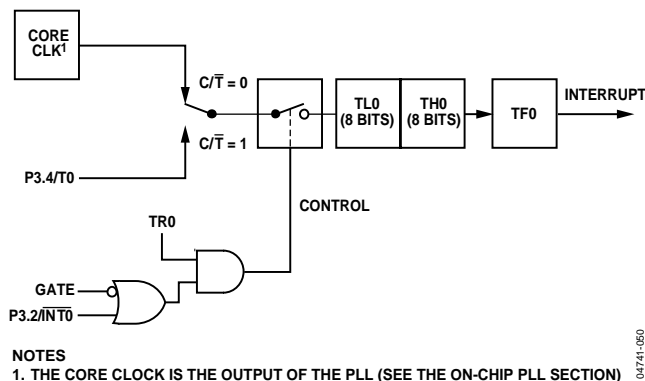 CORE
CLK¹
C/T̅ = 0
TL0
(8 BITS)
TH0
(8 BITS)
TF0
INTERRUPT
C/T̅ = 1
P3.4/T0
CONTROL
TR0
GATE
P3.2/I̅N̅T̅0̅
NOTES
1. THE CORE CLOCK IS THE OUTPUT OF THE PLL (SEE THE ON-CHIP PLL SECTION)
04741-050